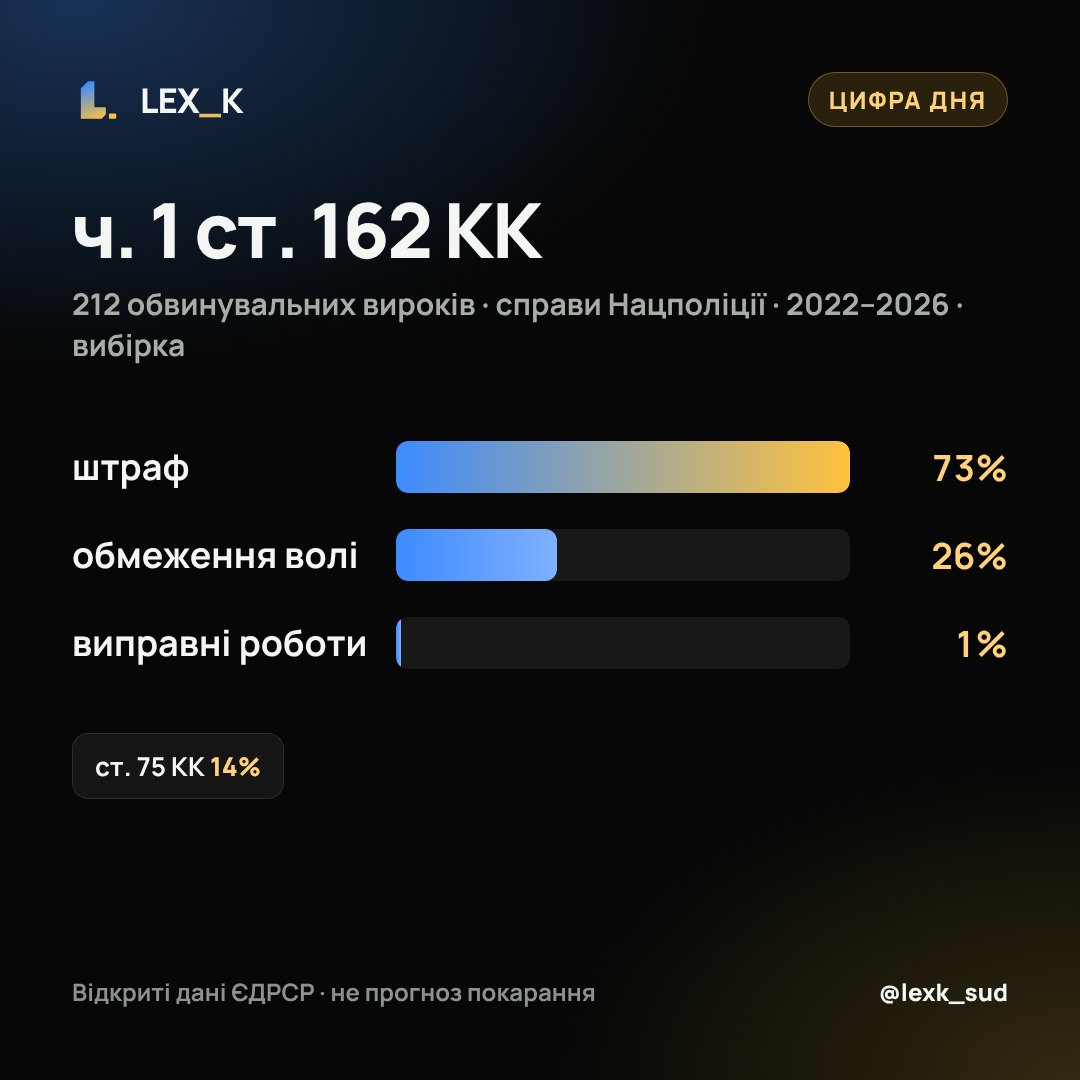 LEX_K
ЦИФРА ДНЯ
ч. 1 ст. 162 КК
212 обвинувальних вироків · справи Нацполіції · 2022–2026 ·
вибірка
штраф 73%
обмеження волі 26%
виправні роботи 1%
ст. 75 КК 14%
Відкриті дані ЄДРСР · не прогноз покарання
@lexk_sud